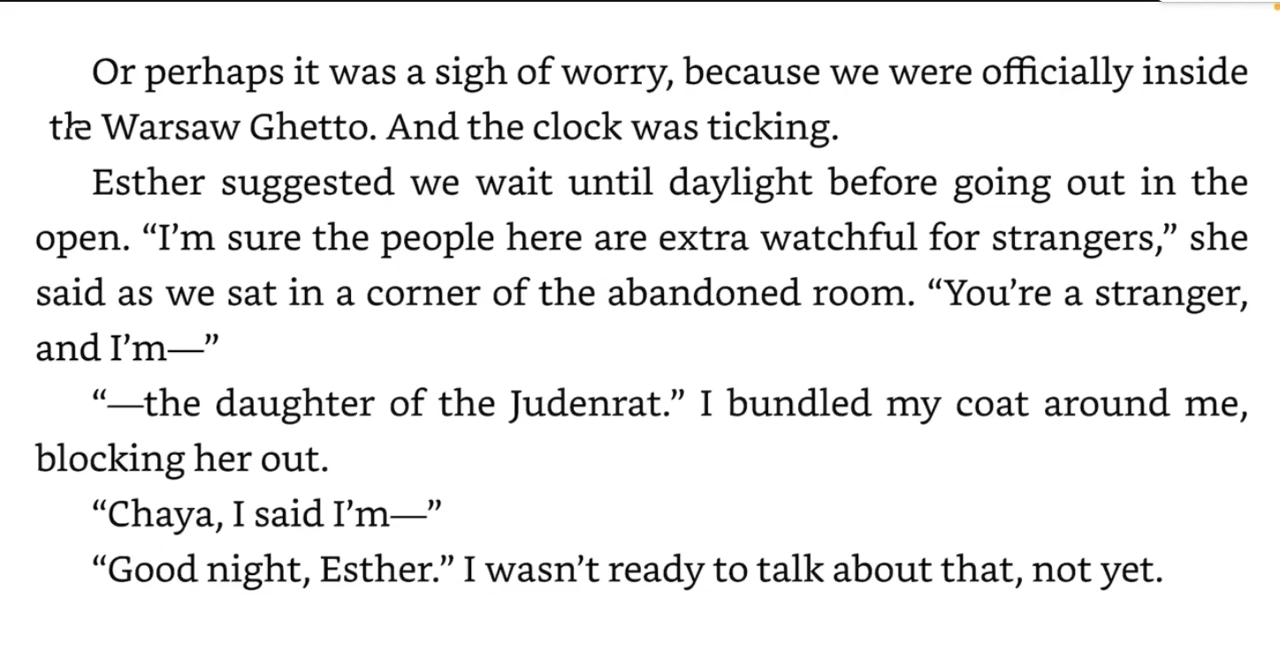 Or perhaps it was a sigh of worry, because we were officially inside
the Warsaw Ghetto. And the clock was ticking.
Esther suggested we wait until daylight before going out in the
open. “I’m sure the people here are extra watchful for strangers,” she
said as we sat in a corner of the abandoned room. “You’re a stranger,
and I’m—”
“—the daughter of the Judenrat.” I bundled my coat around me,
blocking her out.
“Chaya, I said I’m—”
“Good night, Esther.” I wasn’t ready to talk about that, not yet.